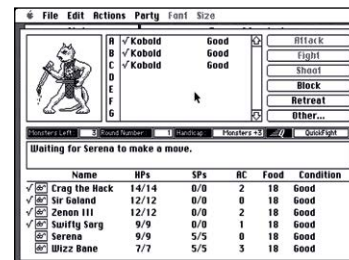 File Edit Actions Party Font Size
A √Kobold Good
B √Kobold Good
C √Kobold Good
D
E
F
G
Attack
Fight
Shoot
Block
Retreat
Other...
Monsters Left 3 Round Number 1 Handicap Monsters +3 QuickFight
Waiting for Serena to make a move.
Name HPs SPs AC Food Condition
√ Crag the Hack 14/14 0/0 2 18 Good
√ Sir Galand 12/12 0/0 0 18 Good
√ Zenon III 12/12 0/0 2 18 Good
√ Swifty Sarg 9/9 0/0 1 18 Good
Serena 9/9 5/5 0 18 Good
Wizz Bane 7/7 5/5 3 18 Good